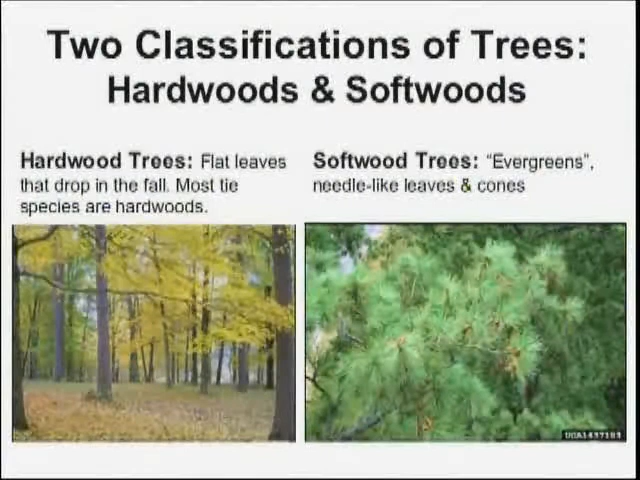 Two Classifications of Trees:
Hardwoods & Softwoods
Hardwood Trees: Flat leaves
that drop in the fall. Most tie
species are hardwoods.
Softwood Trees: “Evergreens”,
needle-like leaves & cones